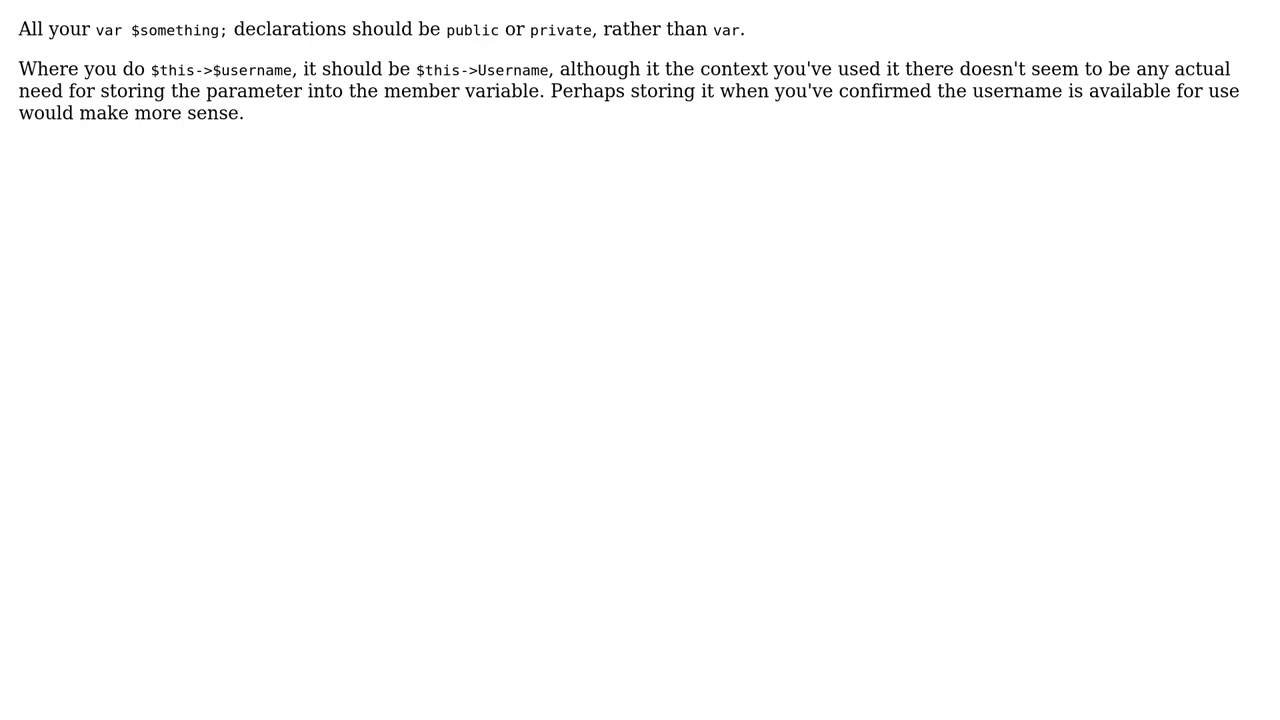 All your var $something; declarations should be public or private, rather than var.
Where you do $this->$username, it should be $this->Username, although it the context you've used it there doesn't seem to be any actual
need for storing the parameter into the member variable. Perhaps storing it when you've confirmed the username is available for use
would make more sense.